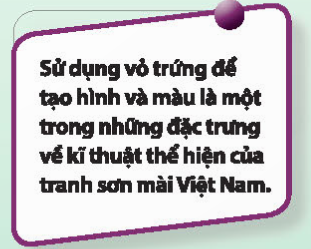 Sử dụng vỏ trứng để
tạo hình và màu là một
trong những đặc trưng
về kĩ thuật thể hiện của
tranh sơn mài Việt Nam.